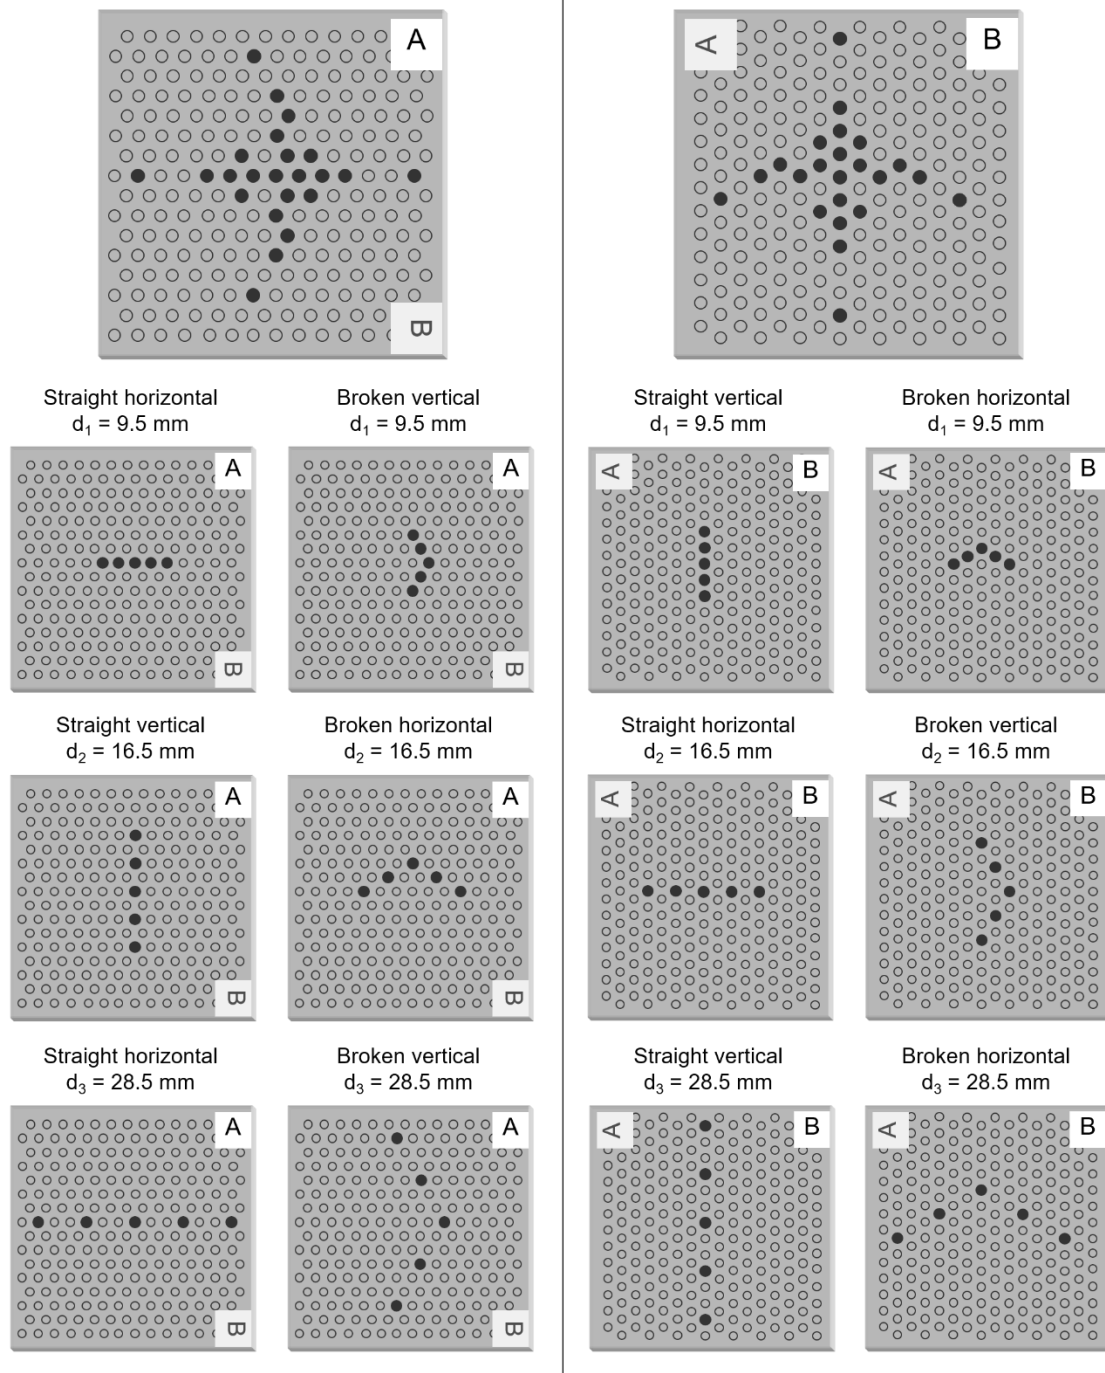 A
B
A
B
Straight horizontal
d₁ = 9.5 mm
Broken vertical
d₁ = 9.5 mm
Straight vertical
d₁ = 9.5 mm
Broken horizontal
d₁ = 9.5 mm
A
B
A
B
A
B
A
B
Straight vertical
d₂ = 16.5 mm
Broken horizontal
d₂ = 16.5 mm
Straight horizontal
d₂ = 16.5 mm
Broken vertical
d₂ = 16.5 mm
A
B
A
B
A
B
A
B
Straight horizontal
d₃ = 28.5 mm
Broken vertical
d₃ = 28.5 mm
Straight vertical
d₃ = 28.5 mm
Broken horizontal
d₃ = 28.5 mm
A
B
A
B
A
B
A
B